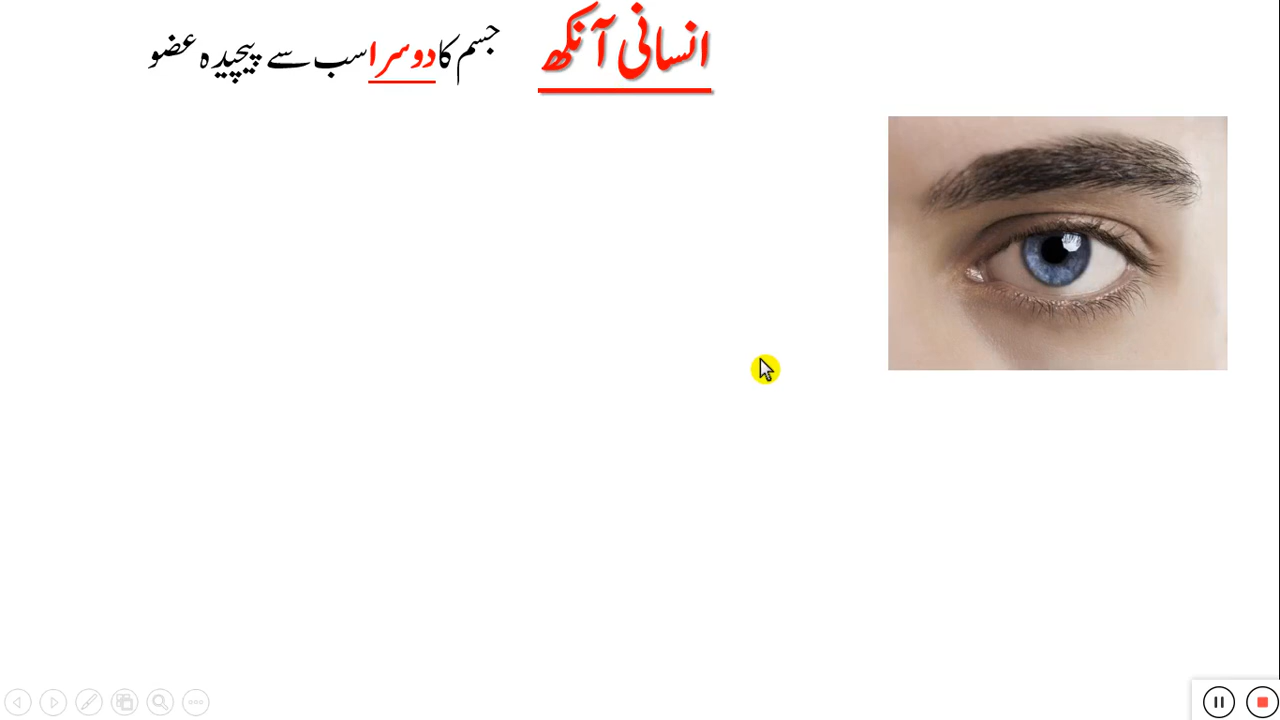 انسانی آنکھ جسم کا دوسرا سب سے پیچیدہ عضو